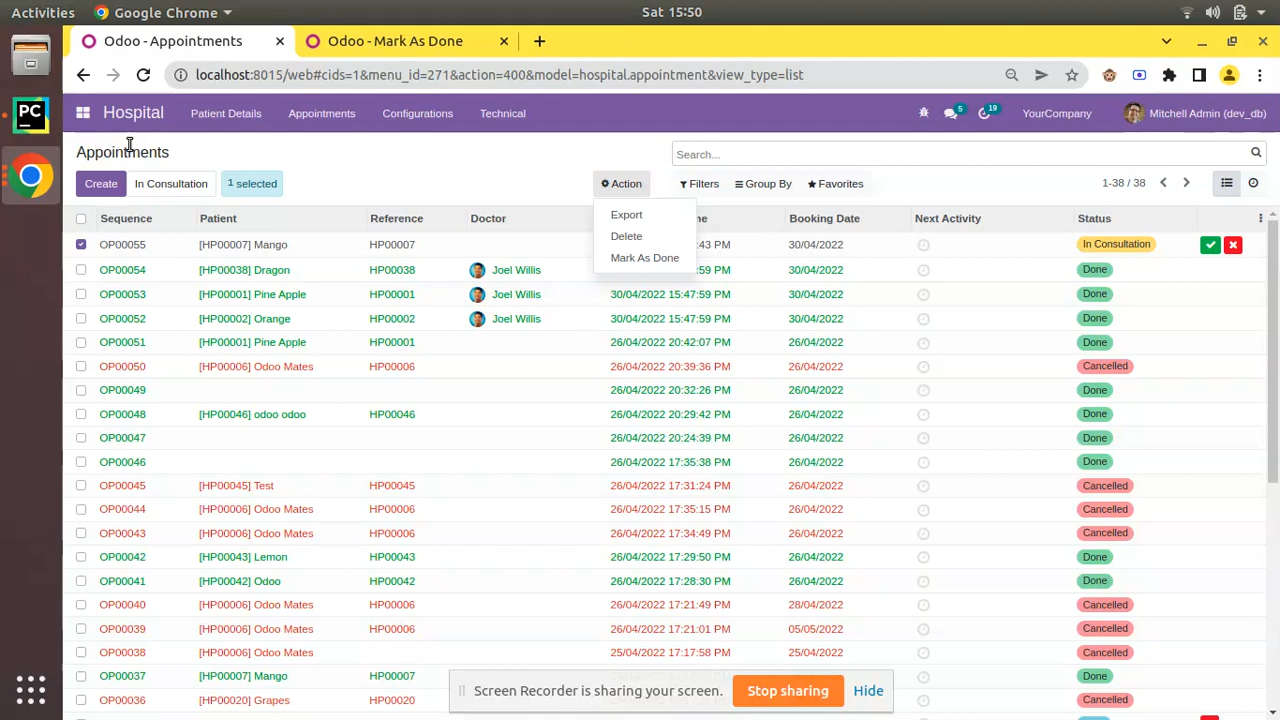 Activities Google Chrome Sat 15:50
Odoo - Appointments Odoo - Mark As Done
localhost:8015/web#cids=1&menu_id=271&action=400&model=hospital.appointment&view_type=list
Hospital Patient Details Appointments Configurations Technical 5 19 YourCompany Mitchell Admin (dev_db)
Appointments Search...
Create In Consultation 1 selected Action Filters Group By Favorites 1-38 / 38
Sequence Patient Reference Doctor Booking Date Next Activity Status
Export
OP00055 [HP00007] Mango HP00007 :43 PM 30/04/2022 In Consultation
Delete
Mark As Done
OP00054 [HP00038] Dragon HP00038 Joel Willis :59 PM 30/04/2022 Done
OP00053 [HP00001] Pine Apple HP00001 Joel Willis 30/04/2022 15:47:59 PM 30/04/2022 Done
OP00052 [HP00002] Orange HP00002 Joel Willis 30/04/2022 15:47:59 PM 30/04/2022 Done
OP00051 [HP00001] Pine Apple HP00001 26/04/2022 20:42:07 PM 26/04/2022 Done
OP00050 [HP00006] Odoo Mates HP00006 26/04/2022 20:39:36 PM 26/04/2022 Cancelled
OP00049 26/04/2022 20:32:26 PM 26/04/2022 Done
OP00048 [HP00046] odoo odoo HP00046 26/04/2022 20:29:42 PM 26/04/2022 Done
OP00047 26/04/2022 20:24:39 PM 26/04/2022 Done
OP00046 26/04/2022 17:35:38 PM 26/04/2022 Done
OP00045 [HP00045] Test HP00045 26/04/2022 17:31:24 PM 26/04/2022 Cancelled
OP00044 [HP00006] Odoo Mates HP00006 26/04/2022 17:35:15 PM 26/04/2022 Cancelled
OP00043 [HP00006] Odoo Mates HP00006 26/04/2022 17:34:49 PM 26/04/2022 Cancelled
OP00042 [HP00043] Lemon HP00043 26/04/2022 17:29:50 PM 26/04/2022 Done
OP00041 [HP00042] Odoo HP00042 26/04/2022 17:28:30 PM 26/04/2022 Done
OP00040 [HP00006] Odoo Mates HP00006 26/04/2022 17:21:49 PM 28/04/2022 Cancelled
OP00039 [HP00006] Odoo Mates HP00006 26/04/2022 17:21:01 PM 05/05/2022 Cancelled
OP00038 [HP00006] Odoo Mates 25/04/2022 17:17:58 PM 25/04/2022 Cancelled
OP00037 [HP00007] Mango HP00007 Done
OP00036 [HP00020] Grapes HP00020 Cancelled
Screen Recorder is sharing your screen. Stop sharing Hide